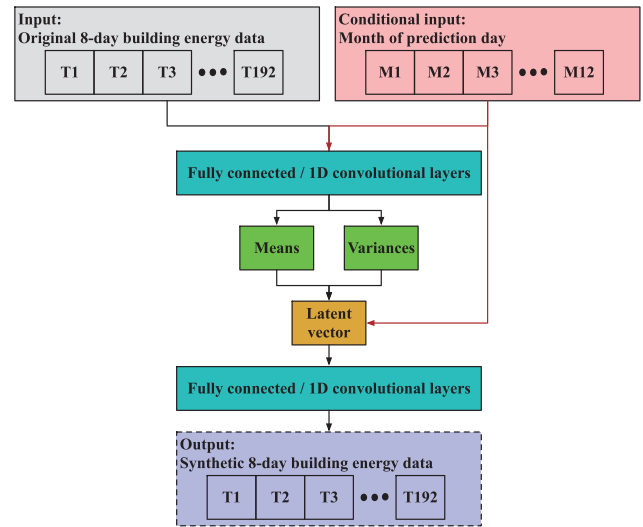 Input:
Original 8-day building energy data
T1 T2 T3 ••• T192
Conditional input:
Month of prediction day
M1 M2 M3 ••• M12
Fully connected / 1D convolutional layers
Means
Variances
Latent
vector
Fully connected / 1D convolutional layers
Output:
Synthetic 8-day building energy data
T1 T2 T3 ••• T192